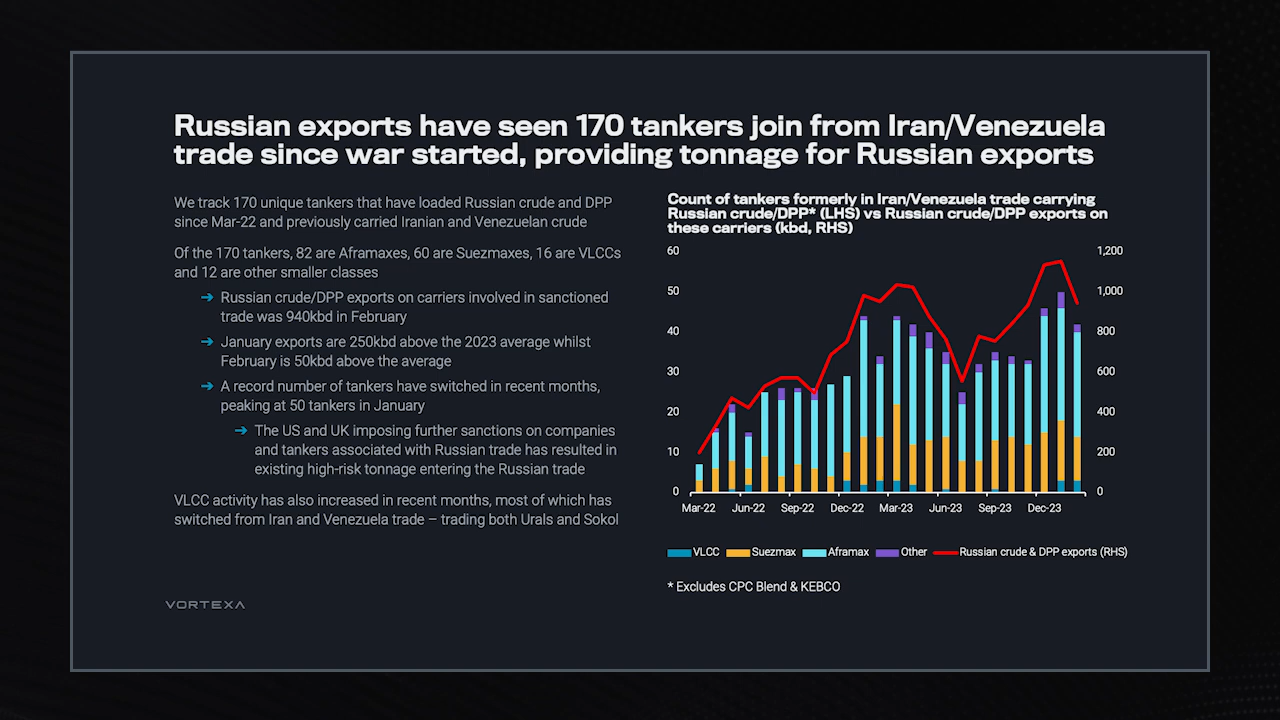 Russian exports have seen 170 tankers join from Iran/Venezuela
trade since war started, providing tonnage for Russian exports
We track 170 unique tankers that have loaded Russian crude and DPP
since Mar-22 and previously carried Iranian and Venezuelan crude
Of the 170 tankers, 82 are Aframaxes, 60 are Suezmaxes, 16 are VLCCs
and 12 are other smaller classes
→ Russian crude/DPP exports on carriers involved in sanctioned
trade was 940kbd in February
→ January exports are 250kbd above the 2023 average whilst
February is 50kbd above the average
→ A record number of tankers have switched in recent months,
peaking at 50 tankers in January
→ The US and UK imposing further sanctions on companies
and tankers associated with Russian trade has resulted in
existing high-risk tonnage entering the Russian trade
VLCC activity has also increased in recent months, most of which has
switched from Iran and Venezuela trade – trading both Urals and Sokol
VORTEXA
Count of tankers formerly in Iran/Venezuela trade carrying
Russian crude/DPP* (LHS) vs Russian crude/DPP exports on
these carriers (kbd, RHS)
60 1,200
50 1,000
40 800
30 600
20 400
10 200
0 0
Mar-22 Jun-22 Sep-22 Dec-22 Mar-23 Jun-23 Sep-23 Dec-23
VLCC Suezmax Aframax Other Russian crude & DPP exports (RHS)
* Excludes CPC Blend & KEBCO